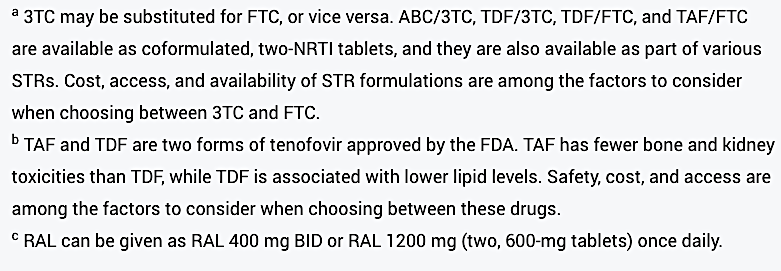 a 3TC may be substituted for FTC, or vice versa. ABC/3TC, TDF/3TC, TDF/FTC, and TAF/FTC
are available as coformulated, two-NRTI tablets, and they are also available as part of various
STRs. Cost, access, and availability of STR formulations are among the factors to consider
when choosing between 3TC and FTC.
b TAF and TDF are two forms of tenofovir approved by the FDA. TAF has fewer bone and kidney
toxicities than TDF, while TDF is associated with lower lipid levels. Safety, cost, and access are
among the factors to consider when choosing between these drugs.
c RAL can be given as RAL 400 mg BID or RAL 1200 mg (two, 600-mg tablets) once daily.